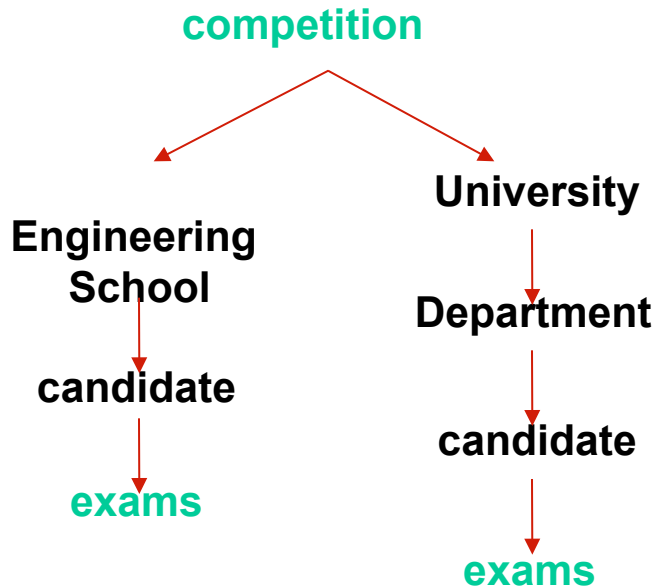 competition
Engineering
School
candidate
exams
University
Department
candidate
exams